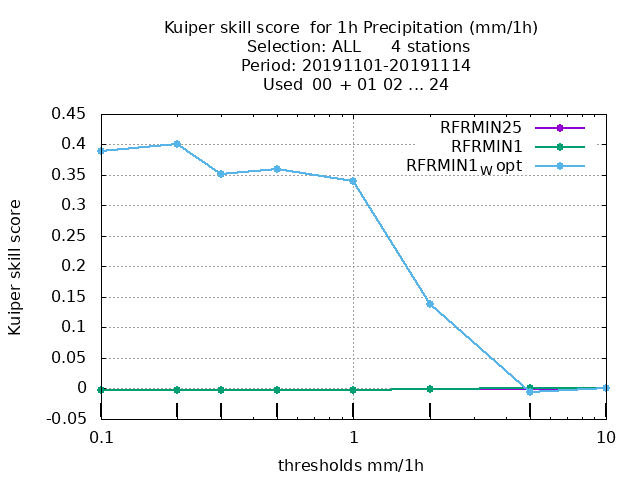 Kuiper skill score  for 1h Precipitation (mm/1h)
Selection: ALL      4 stations
Period: 20191101-20191114
Used  00  + 01 02 ... 24
RFRMIN25
RFRMIN1
RFRMIN1W opt
0.45
0.4
0.35
0.3
0.25
0.2
0.15
0.1
0.05
0
-0.05
Kuiper skill score
0.1 1 10
thresholds mm/1h